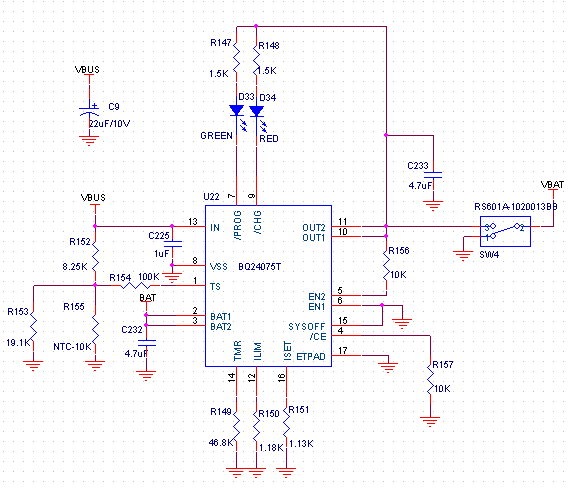 R147
R148
1.5K
1.5K
VBUS
C9
22uF/10V
D33
D34
GREEN
RED
C233
4.7uF
U22
7
9
/PROG
/CHG
VBUS
VBAT
RS601A-1020013B9
3
1
2
SW4
13
IN
OUT2
11
OUT1
10
R152
8.25K
C225
1uF
8
VSS
BQ24075T
R156
10K
R154
100K
1
TS
BAT
EN2
5
EN1
6
R153
19.1K
R155
NTC-10K
2
BAT1
3
BAT2
SYSOFF
15
/CE
4
C232
4.7uF
TMR
ILIM
ISET
ETPAD
17
R157
10K
14
12
16
R149
46.8K
R150
1.18K
R151
1.13K